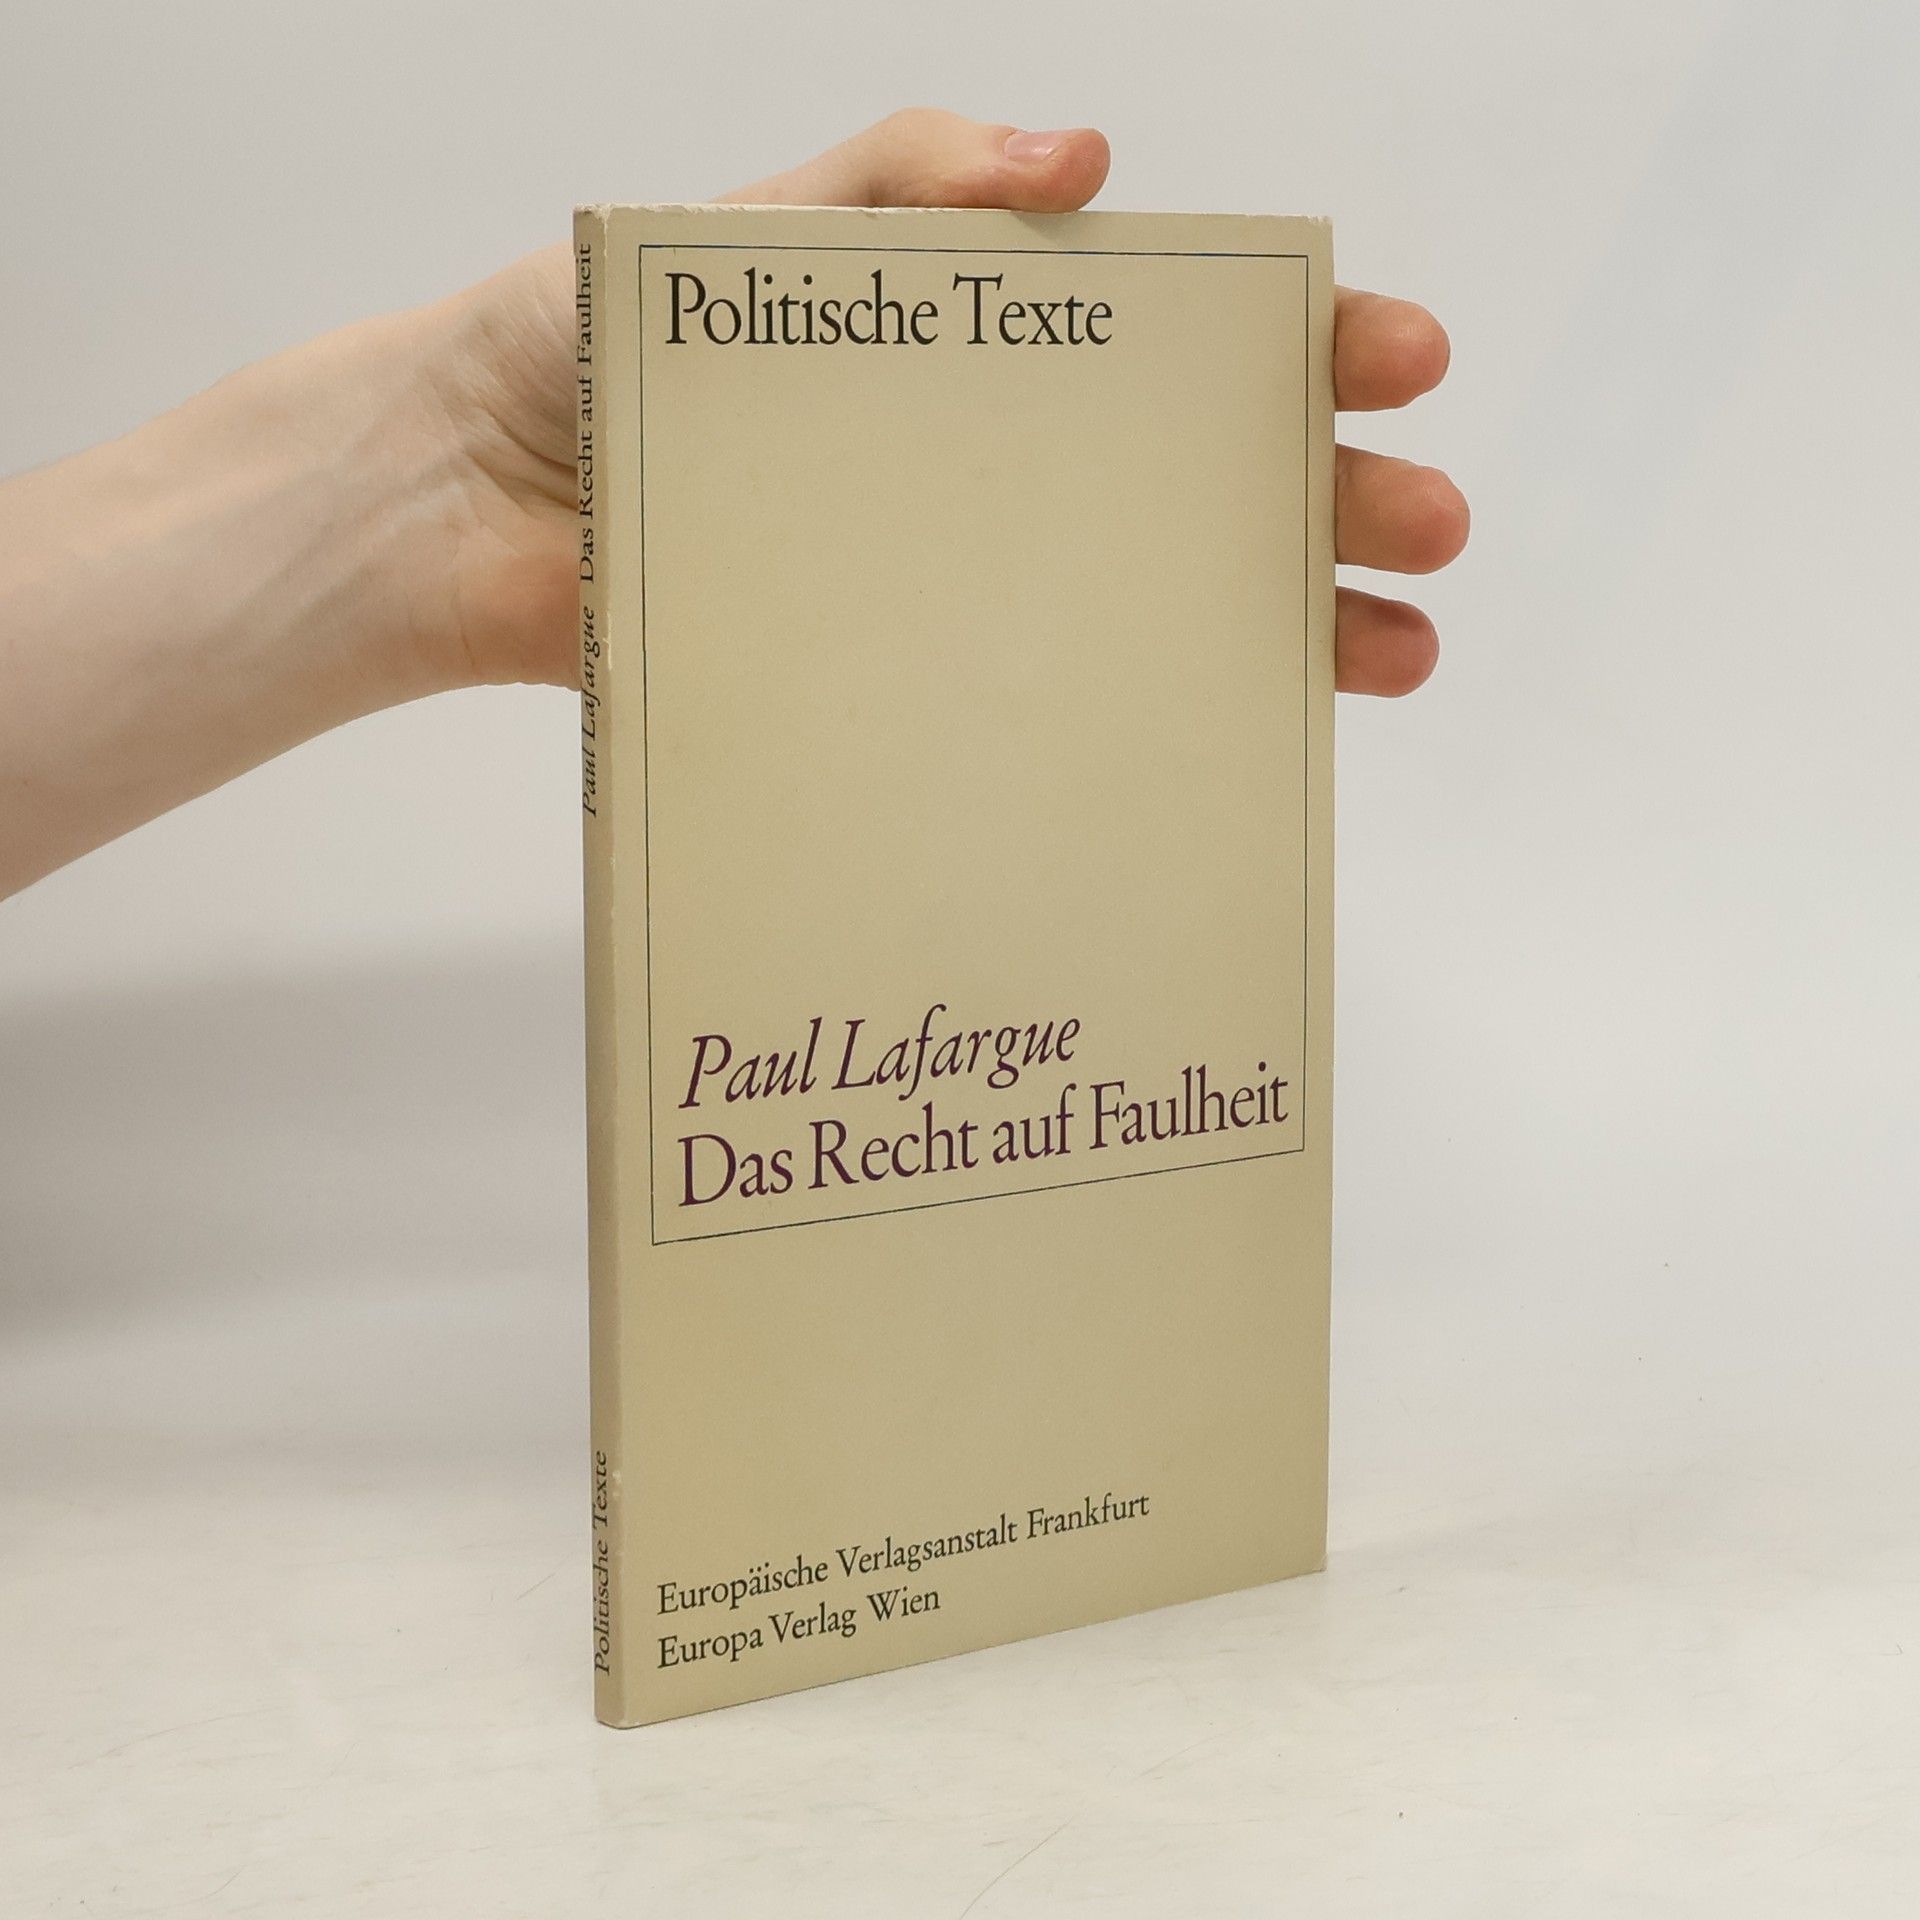 Politische Texte
Paul Lafargue
Das Recht auf Faulheit
Europäische Verlagsanstalt Frankfurt
Europa Verlag Wien
Politische Texte
Paul Lafargue Das Recht auf Faulheit